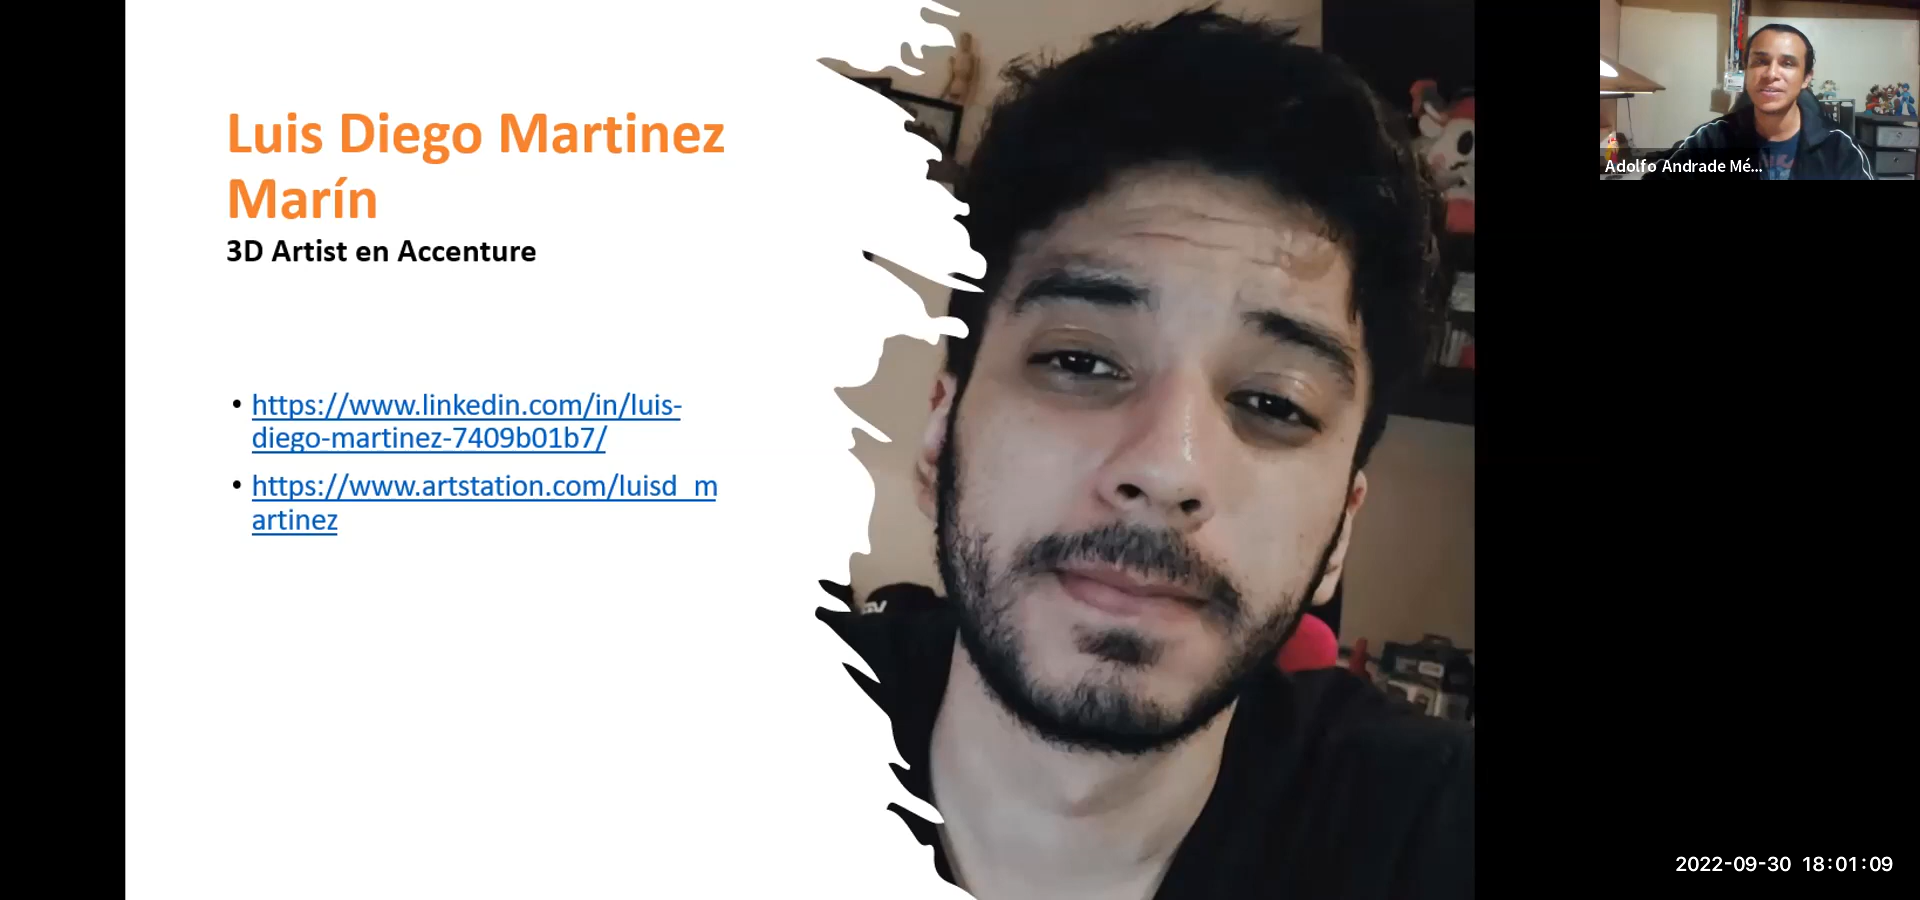 Luis Diego Martinez
Marín
3D Artist en Accenture
• https://www.linkedin.com/in/luis-
diego-martinez-7409b01b7/
• https://www.artstation.com/luisd_m
artinez
Adolfo Andrade Mé...
2022-09-30 18:01:09